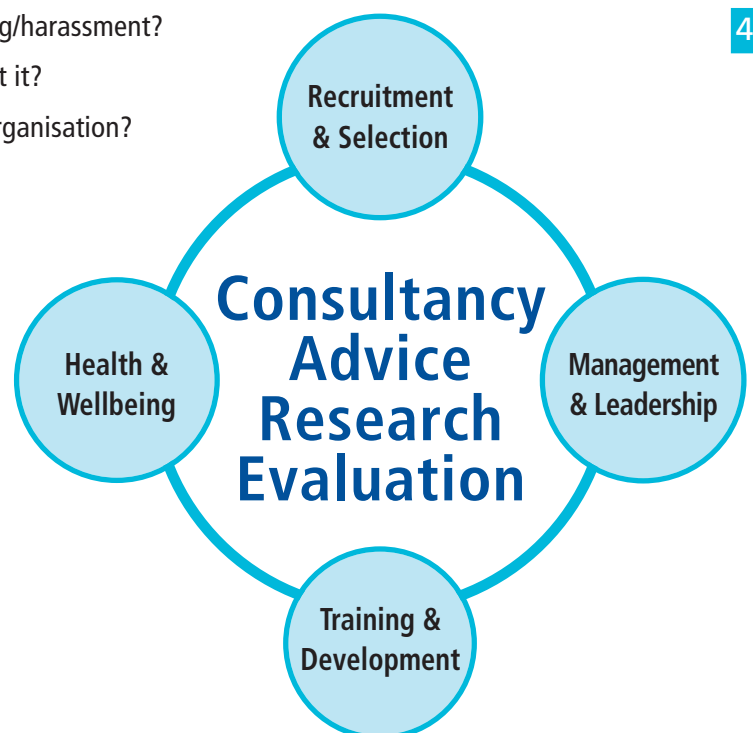 g/harassment?
4
t it?
rganisation?
Recruitment
& Selection
Consultancy
Advice
Research
Evaluation
Health &
Wellbeing
Management
& Leadership
Training &
Development